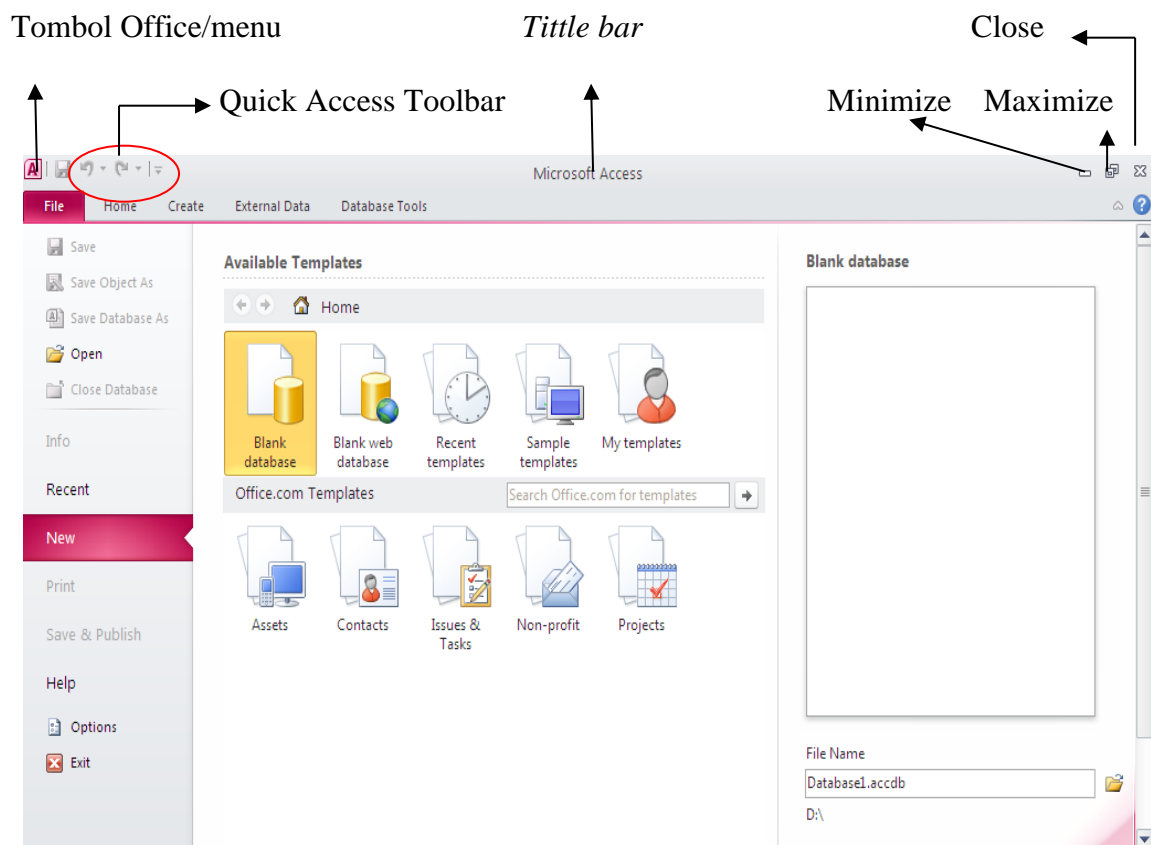 Tombol Office/menu Tittle bar Close
Quick Access Toolbar Minimize Maximize
Microsoft Access
File Home Create External Data Database Tools
Save
Save Object As
Save Database As
Open
Close Database
Info
Recent
New
Print
Save & Publish
Help
Options
Exit
Available Templates
Home
Blank database
Blank web database
Recent templates
Sample templates
My templates
Office.com Templates Search Office.com for templates
Assets
Contacts
Issues & Tasks
Non-profit
Projects
Blank database
File Name
Database1.accdb
D:\